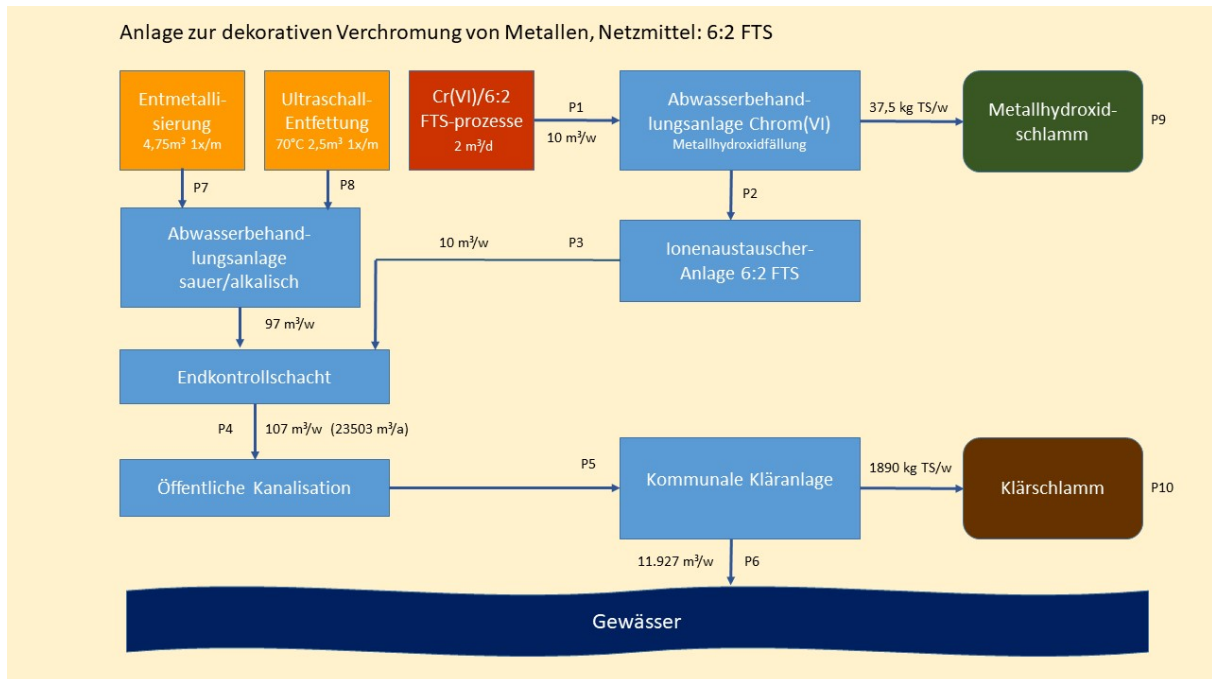 Anlage zur dekorativen Verchromung von Metallen, Netzmittel: 6:2 FTS
Entmetalli-
sierung
4,75m³ 1x/m
Ultraschall-
Entfettung
70°C 2,5m³ 1x/m
Cr(VI)/6:2
FTS-prozesse
2 m³/d
P1
10 m³/w
Abwasserbehand-
lungsanlage Chrom(VI)
Metallhydroxidfällung
37,5 kg TS/w
Metallhydroxid-
schlamm
P9
P7
P8
P2
Abwasserbehand-
lungsanlage
sauer/alkalisch
10 m³/w
P3
Ionenaustauscher-
Anlage 6:2 FTS
97 m³/w
Endkontrollschacht
P4
107 m³/w (23503 m³/a)
Öffentliche Kanalisation
P5
Kommunale Kläranlage
1890 kg TS/w
Klärschlamm
P10
11.927 m³/w
P6
Gewässer